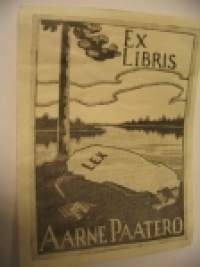 EX
LIBRIS
LEX
AARNE PAATERO